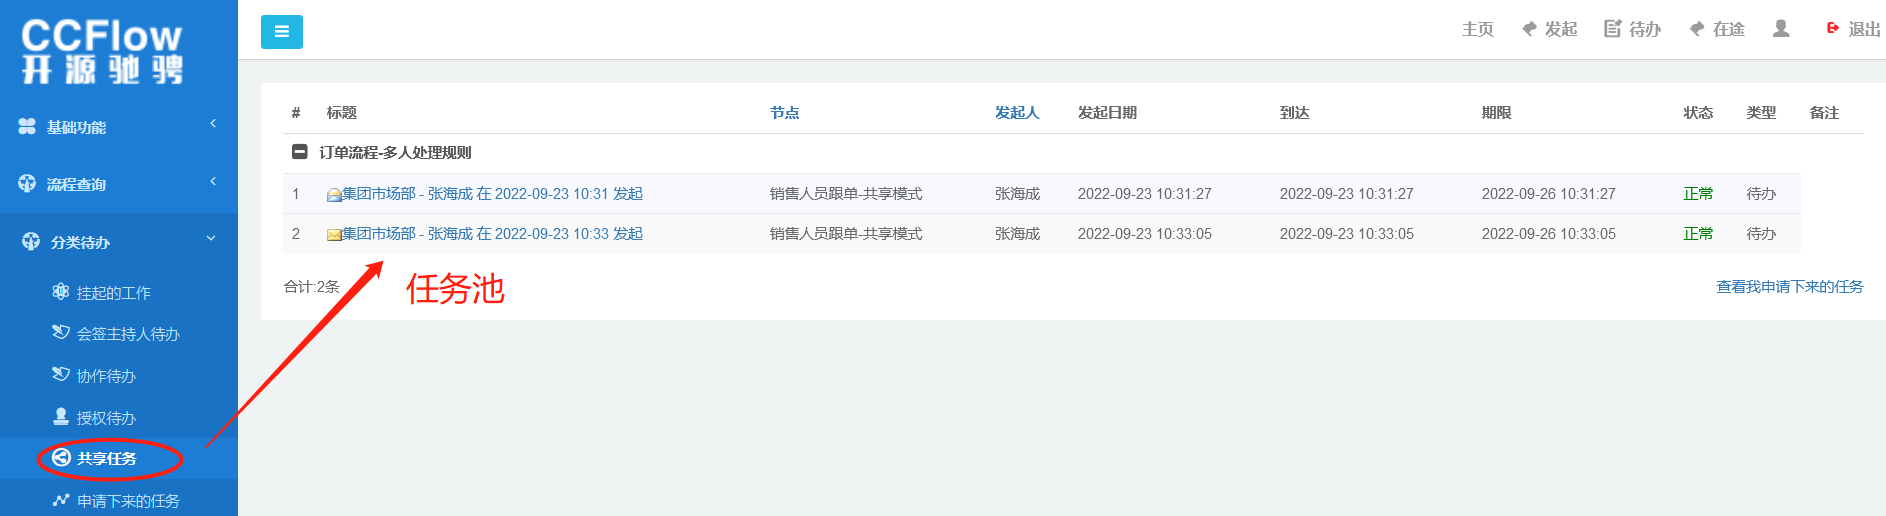 CCFlow
开源驰骋
基础功能
流程查询
分类待办
挂起的工作
会签主持人待办
协作待办
授权待办
共享任务
申请下来的任务
主页 发起 待办 在途 退出
# 标题 节点 发起人 发起日期 到达 期限 状态 类型 备注
订单流程-多人处理规则
1 集团市场部 - 张海成 在 2022-09-23 10:31 发起 销售人员跟单-共享模式 张海成 2022-09-23 10:31:27 2022-09-23 10:31:27 2022-09-26 10:31:27 正常 待办
2 集团市场部 - 张海成 在 2022-09-23 10:33 发起 销售人员跟单-共享模式 张海成 2022-09-23 10:33:05 2022-09-23 10:33:05 2022-09-26 10:33:05 正常 待办
合计:2条 查看我申请下来的任务
任务池